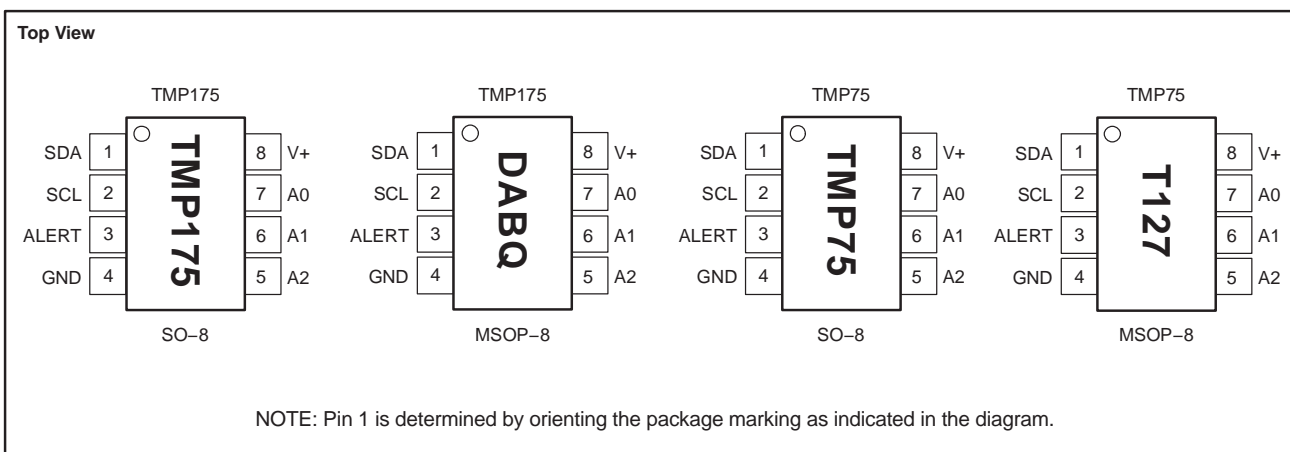 Top View
TMP175
SDA 1 TMP175 8 V+
SCL 2 7 A0
ALERT 3 6 A1
GND 4 5 A2
SO−8
TMP175
SDA 1 DABQ 8 V+
SCL 2 7 A0
ALERT 3 6 A1
GND 4 5 A2
MSOP−8
TMP75
SDA 1 TMP75 8 V+
SCL 2 7 A0
ALERT 3 6 A1
GND 4 5 A2
SO−8
TMP75
SDA 1 T127 8 V+
SCL 2 7 A0
ALERT 3 6 A1
GND 4 5 A2
MSOP−8
NOTE: Pin 1 is determined by orienting the package marking as indicated in the diagram.